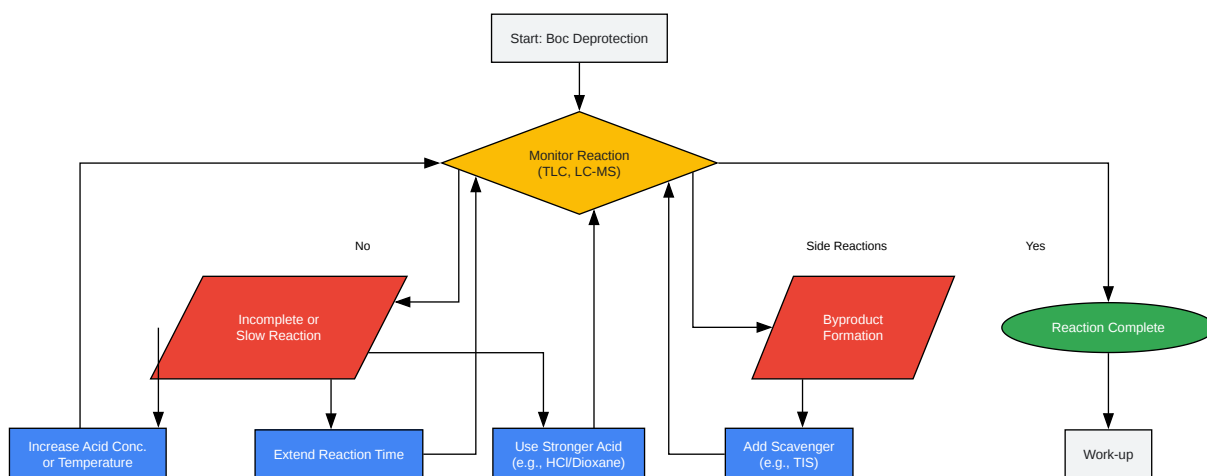 Start: Boc Deprotection
Monitor Reaction
(TLC, LC-MS)
No
Side Reactions
Yes
Incomplete or
Slow Reaction
Byproduct
Formation
Reaction Complete
Increase Acid Conc.
or Temperature
Extend Reaction Time
Use Stronger Acid
(e.g., HCl/Dioxane)
Add Scavenger
(e.g., TIS)
Work-up